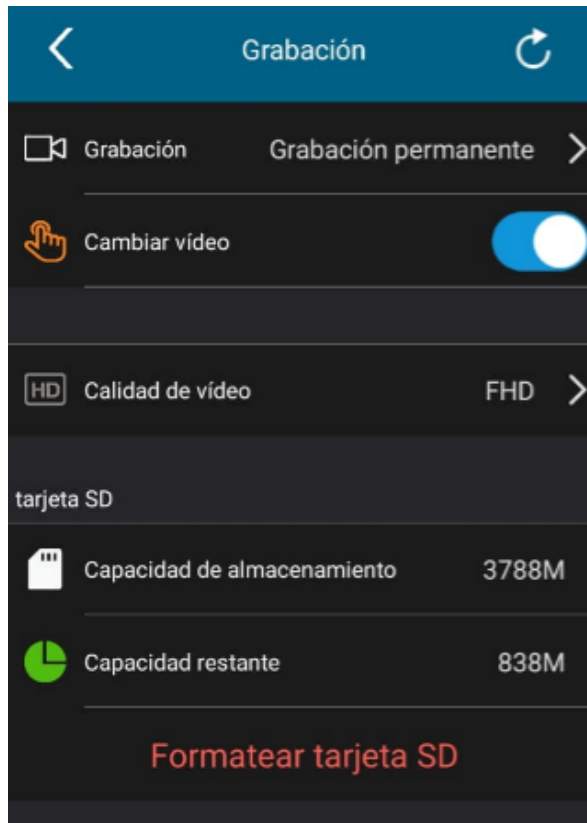 Grabación
Grabación Grabación permanente
Cambiar vídeo
HD Calidad de vídeo FHD
tarjeta SD
Capacidad de almacenamiento 3788M
Capacidad restante 838M
Formatear tarjeta SD